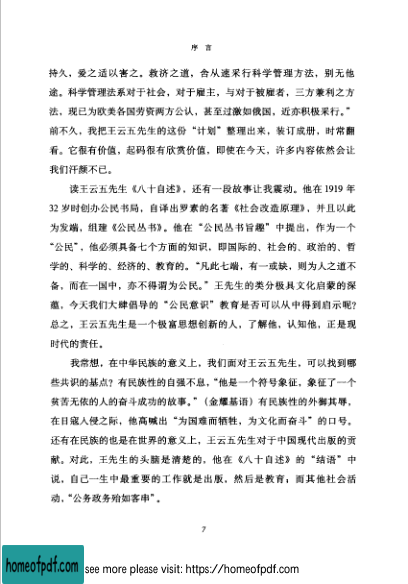 序 言
持久，爱之适以害之。救济之道，舍从速采行科学管理方法，别无他
途。科学管理法系对于社会，对于雇主，与对于被雇者，三方兼利之方
法，现已为欧美各国劳资两方公认，甚至过激如俄国，近亦积极采行。”
前不久，我把王云五先生的这份“计划”整理出来，装订成册，时常翻
看。它很有价值，起码很有欣赏价值，即使在今天，许多内容依然会让
我们汗颜不已。
读王云五先生《八十自述》，还有一段故事让我震动。他在 1919 年
32 岁时创办公民书局，自译出罗素的名著《社会改造原理》，并且以此
为发端，组建《公民丛书》。他在“公民丛书旨趣”中提出，作为一个
“公民”，他必须具备七个方面的知识，即国际的、社会的、政治的、哲
学的、科学的、经济的、教育的。“凡此七端，有一或缺，则为人之道不
备，而在一国中，亦不得谓为公民。”王先生的类分极具文化启蒙的深
蕴，今天我们大肆倡导的“公民意识”教育是否可以从中得到启示呢？
总之，王云五先生是一个极富思想创新的人，了解他，认知他，正是现
时代的责任。
我常想，在中华民族的意义上，我们面对王云五先生，可以找到哪
些共识的基点？有民族性的自强不息，“他是一个符号象征，象征了一个
贫苦无依的人的奋斗成功的故事。”（金耀基语）有民族性的外御其辱，
在日寇入侵之际，他高喊出“为国难而牺牲，为文化而奋斗”的口号。
还有在民族的也是在世界的意义上，王云五先生对于中国现代出版的贡
献。对此，王先生的头脑是清楚的，他在《八十自述》的“结语”中
说，自己一生中最重要的工作就是出版，然后是教育；而其他社会活
动，“公务政务殆如客串”。
7
homeofpdf.com
see more please visit: https://homeofpdf.com